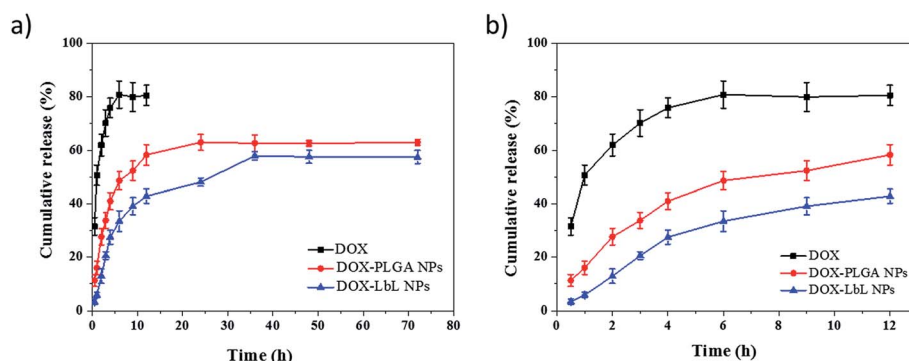 a)
Cumulative release (%)
100
80
60
40
20
0
DOX
DOX-PLGA NPs
DOX-LbL NPs
0 10 20 30 40 50 60 70 80
Time (h)
b)
Cumulative release (%)
100
80
60
40
20
0
DOX
DOX-PLGA NPs
DOX-LbL NPs
0 2 4 6 8 10 12
Time (h)